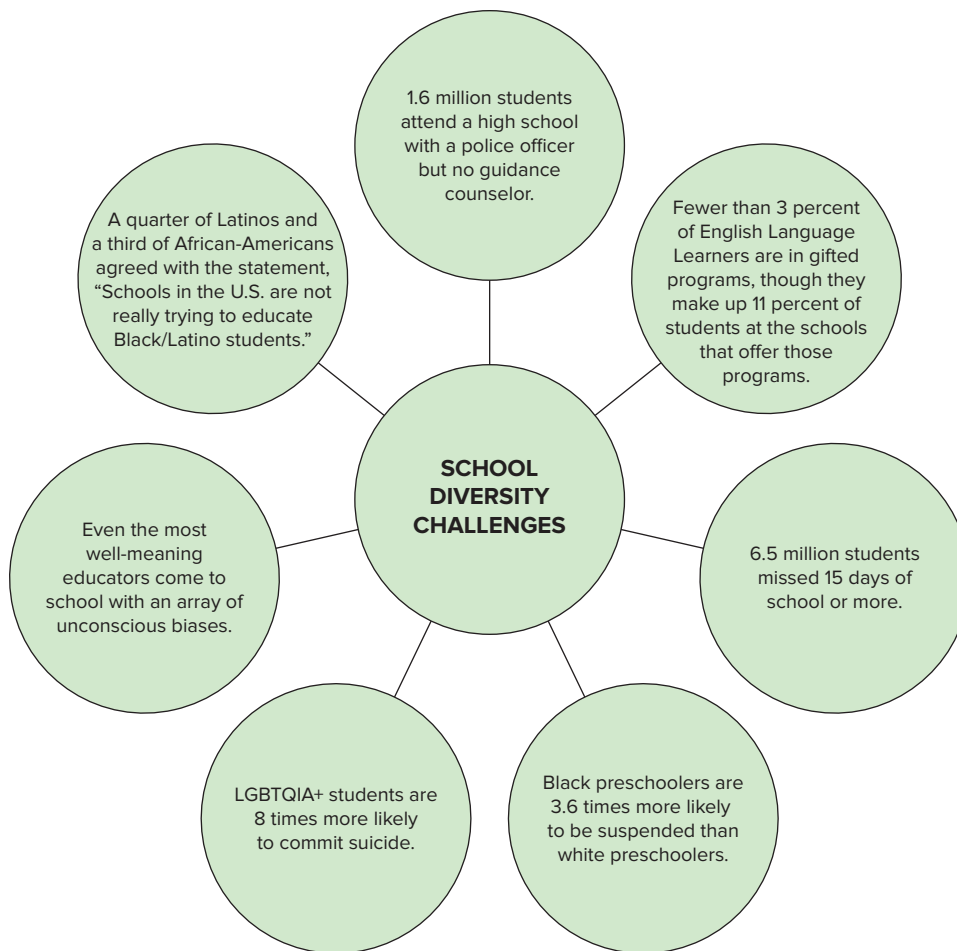 1.6 million students
attend a high school
with a police officer
but no guidance
counselor.
A quarter of Latinos and
a third of African-Americans
agreed with the statement,
“Schools in the U.S. are not
really trying to educate
Black/Latino students.”
Fewer than 3 percent
of English Language
Learners are in gifted
programs, though they
make up 11 percent of
students at the schools
that offer those
programs.
SCHOOL
DIVERSITY
CHALLENGES
Even the most
well-meaning
educators come to
school with an array of
unconscious biases.
6.5 million students
missed 15 days of
school or more.
LGBTQIA+ students are
8 times more likely
to commit suicide.
Black preschoolers are
3.6 times more likely
to be suspended than
white preschoolers.